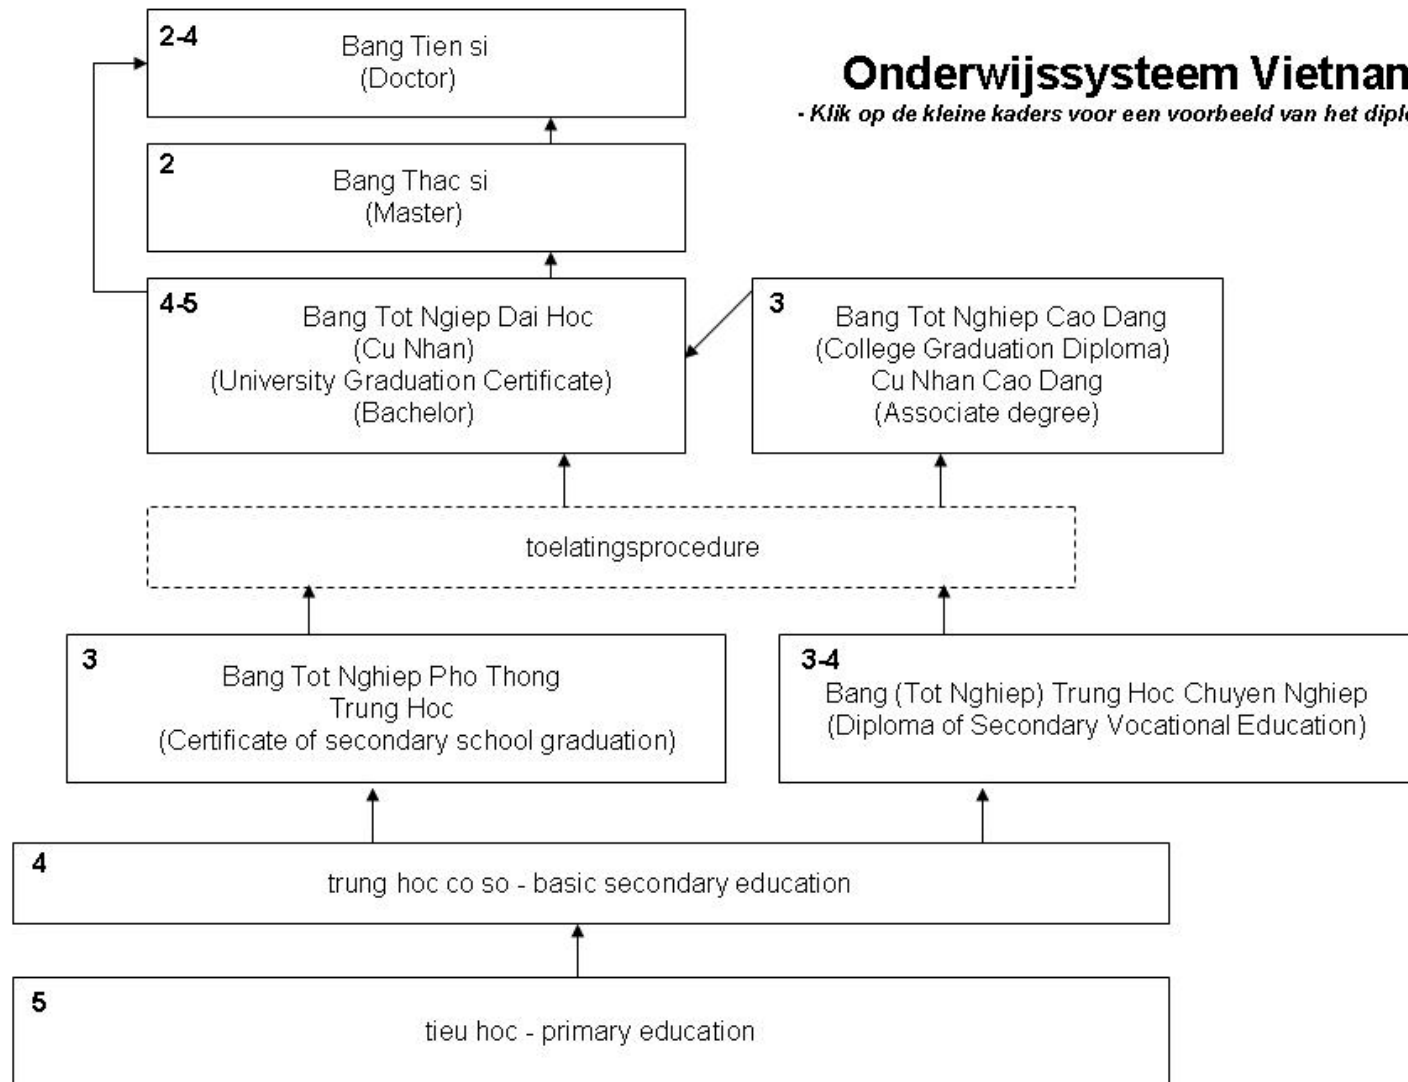 Onderwijssysteem Vietnan
- Klik op de kleine kaders voor een voorbeeld van het diplo
2-4
Bang Tien si
(Doctor)
2
Bang Thac si
(Master)
4-5
Bang Tot Ngiep Dai Hoc
(Cu Nhan)
(University Graduation Certificate)
(Bachelor)
3
Bang Tot Nghiep Cao Dang
(College Graduation Diploma)
Cu Nhan Cao Dang
(Associate degree)
toelatingsprocedure
3
Bang Tot Nghiep Pho Thong
Trung Hoc
(Certificate of secondary school graduation)
3-4
Bang (Tot Nghiep) Trung Hoc Chuyen Nghiep
(Diploma of Secondary Vocational Education)
4
trung hoc co so - basic secondary education
5
tieu hoc - primary education